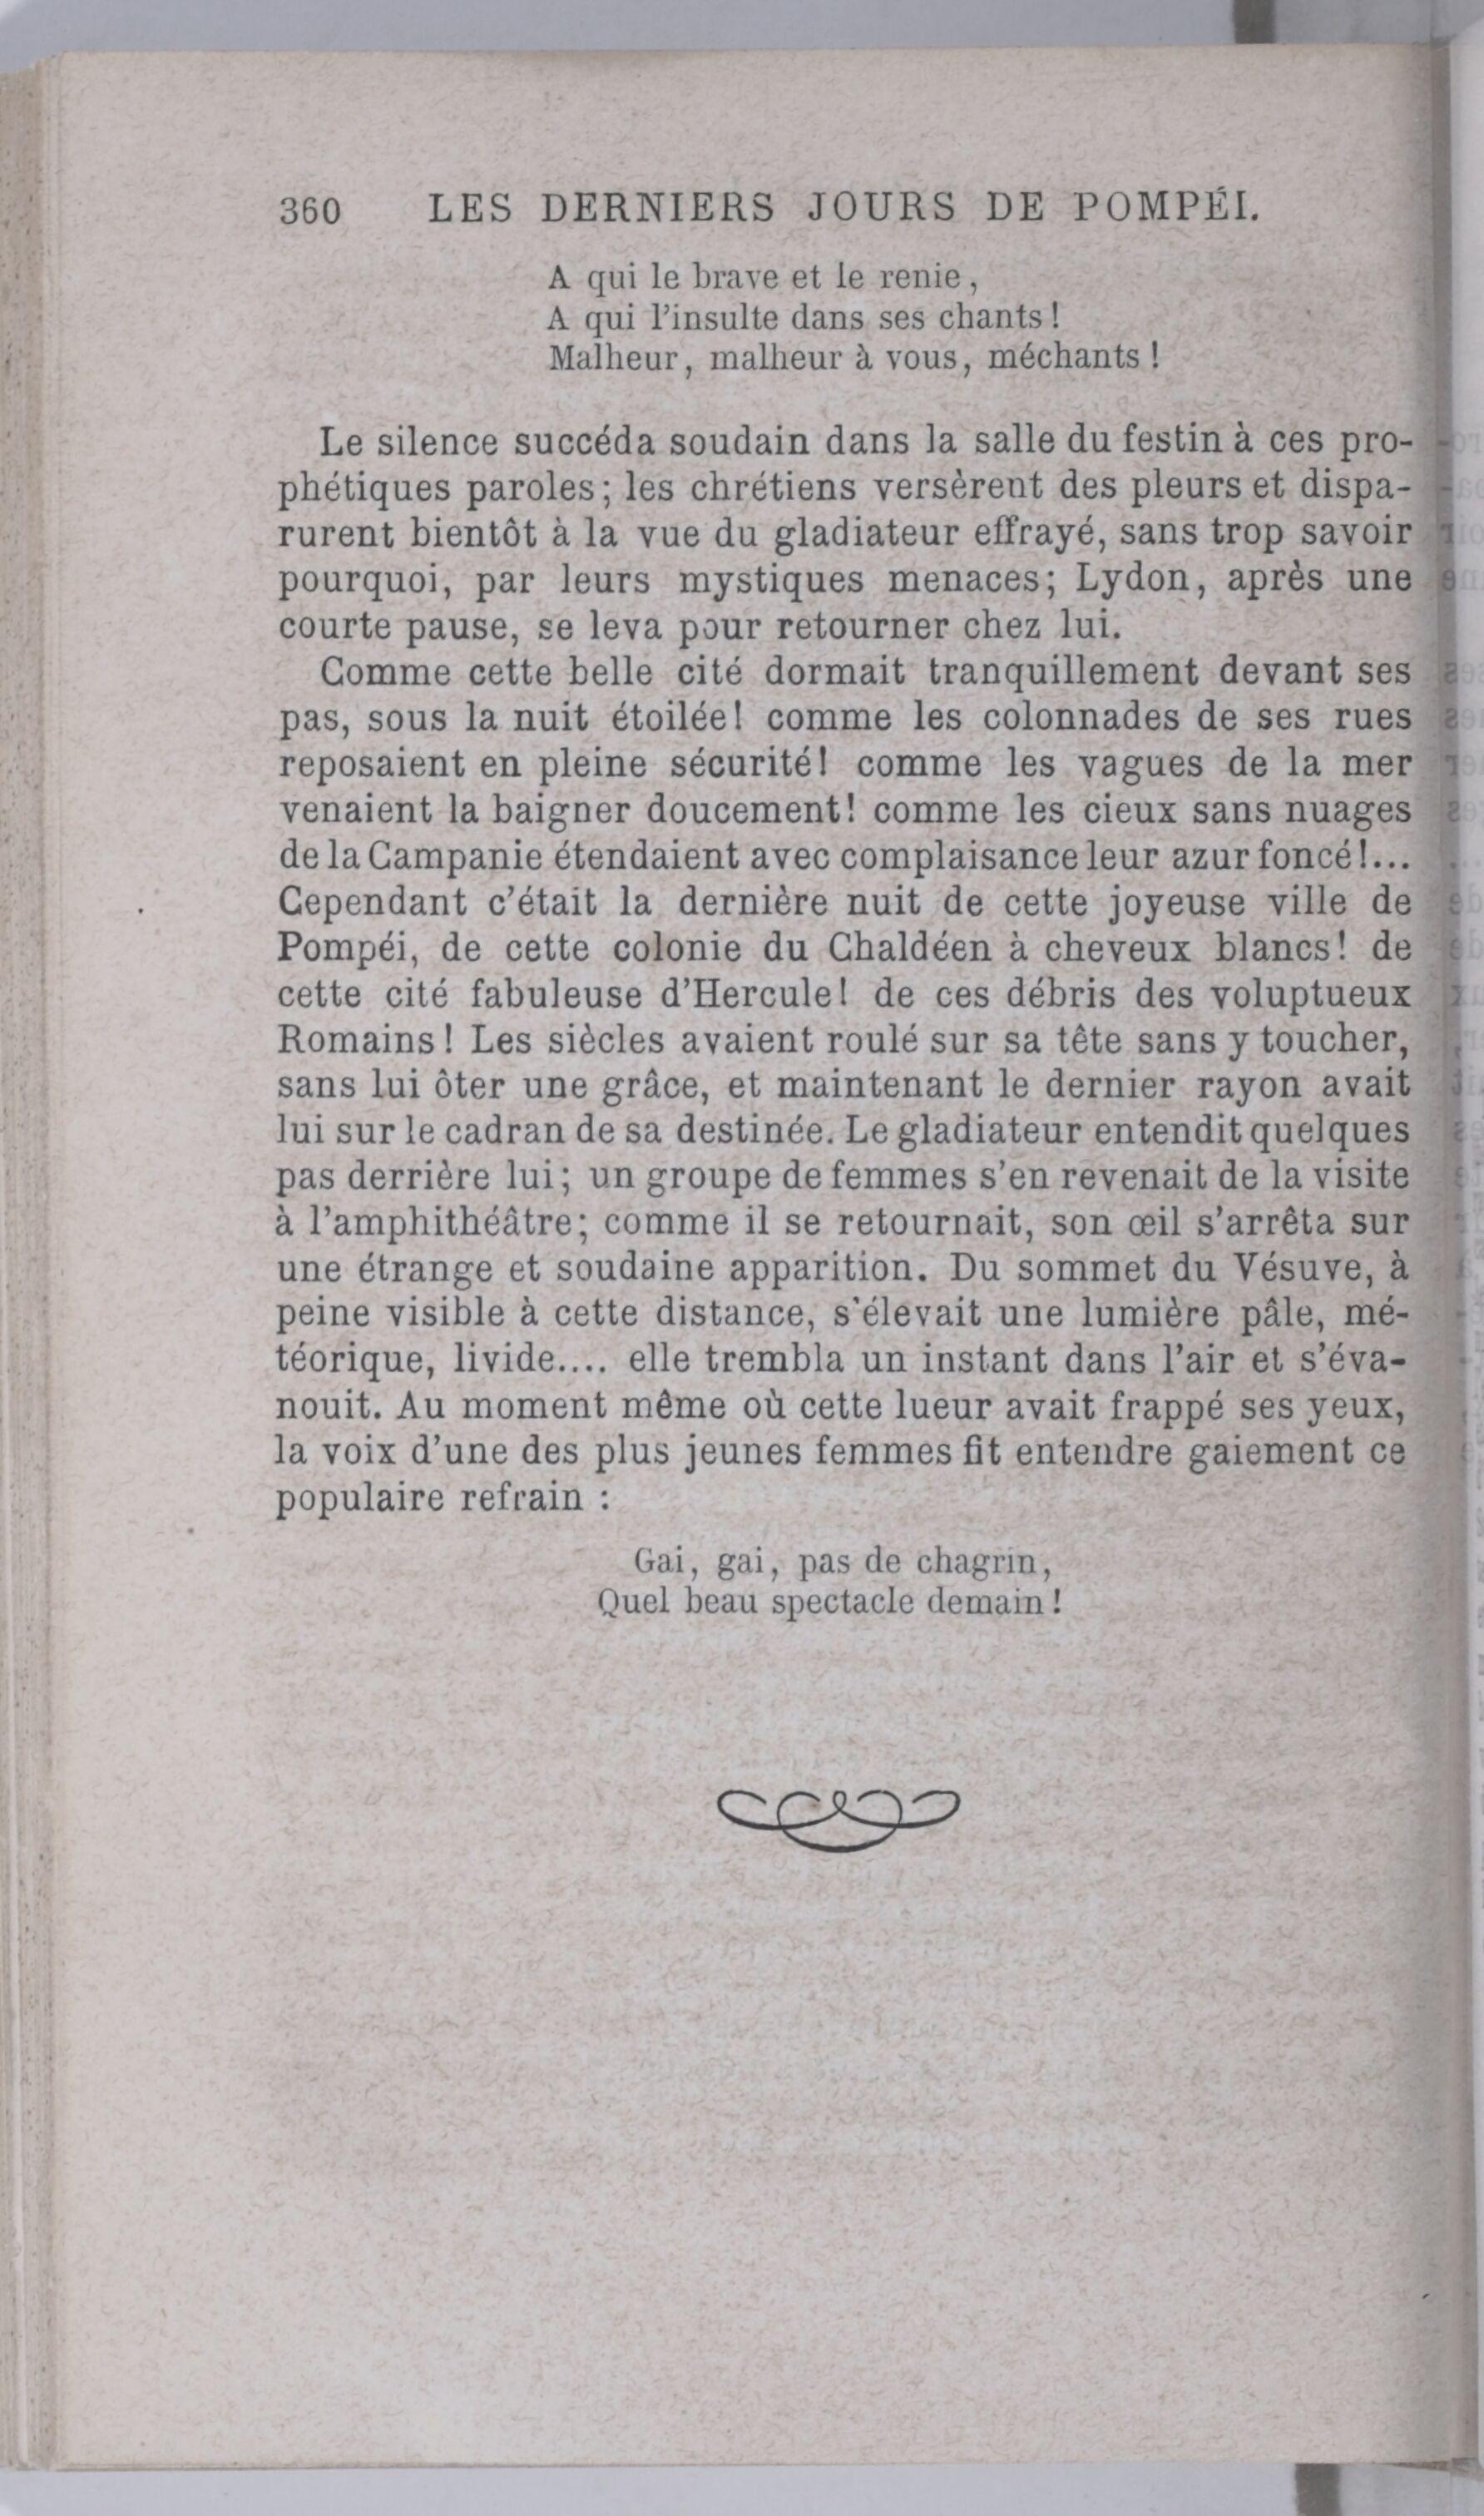 360 LES DERNIERS JOURS DE POMPÉI.
A qui le brave et le renie,
A qui l'insulte dans ses chants !
Malheur, malheur à vous, méchants !
Le silence succéda soudain dans la salle du festin à ces pro-
phétiques paroles; les chrétiens versèrent des pleurs et dispa-
rurent bientôt à la vue du gladiateur effrayé, sans trop savoir
pourquoi, par leurs mystiques menaces; Lydon, après une
courte pause, se leva pour retourner chez lui.
Comme cette belle cité dormait tranquillement devant ses
pas, sous la nuit étoilée! comme les colonnades de ses rues
reposaient en pleine sécurité! comme les vagues de la mer
venaient la baigner doucement! comme les cieux sans nuages
de la Campanie étendaient avec complaisance leur azur foncé!...
Cependant c'était la dernière nuit de cette joyeuse ville de
Pompéi, de cette colonie du Chaldéen à cheveux blancs! de
cette cité fabuleuse d'Hercule! de ces débris des voluptueux
Romains! Les siècles avaient roulé sur sa tête sans y toucher,
sans lui ôter une grâce, et maintenant le dernier rayon avait
lui sur le cadran de sa destinée. Le gladiateur entendit quelques
pas derrière lui; un groupe de femmes s'en revenait de la visite
à l'amphithéâtre; comme il se retournait, son œil s'arrêta sur
une étrange et soudaine apparition. Du sommet du Vésuve, à
peine visible à cette distance, s'élevait une lumière pâle, mé-
téorique, livide.... elle trembla un instant dans l'air et s'éva-
nouit. Au moment même où cette lueur avait frappé ses yeux,
la voix d'une des plus jeunes femmes fit entendre gaiement ce
populaire refrain :
Gai, gai, pas de chagrin,
Quel beau spectacle demain !